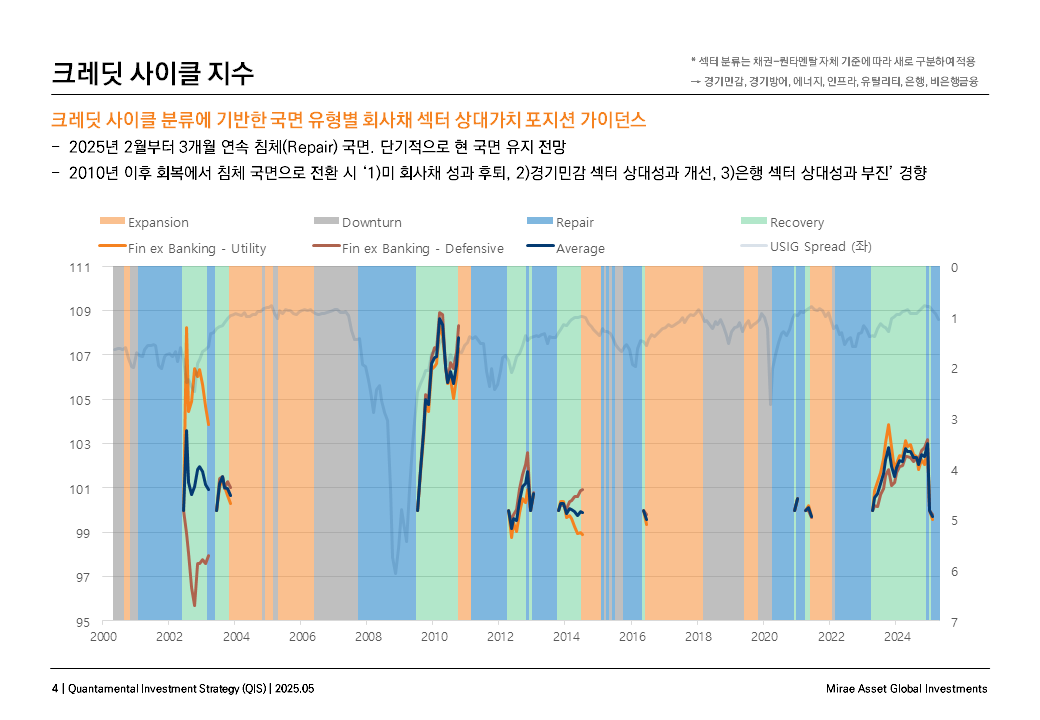 크레딧 사이클 지수
* 섹터 분류는 채권-퀀타멘탈 자체 기준에 따라 새로 구분하여 적용
→ 경기민감, 경기방어, 에너지, 인프라, 유틸리티, 은행, 비은행금융
크레딧 사이클 분류에 기반한 국면 유형별 회사채 섹터 상대가치 포지션 가이던스
- 2025년 2월부터 3개월 연속 침체(Repair) 국면. 단기적으로 현 국면 유지 전망
- 2010년 이후 회복에서 침체 국면으로 전환 시 ‘1)미 회사채 성과 후퇴, 2)경기민감 섹터 상대성과 개선, 3)은행 섹터 상대성과 부진’ 경향
Expansion Downturn Repair Recovery
Fin ex Banking - Utility Fin ex Banking - Defensive Average USIG Spread (좌)
111 0
109 1
107 2
105 3
103 4
101 5
99 6
97
95 7
2000 2002 2004 2006 2008 2010 2012 2014 2016 2018 2020 2022 2024
4 | Quantamental Investment Strategy (QIS) | 2025.05 Mirae Asset Global Investments